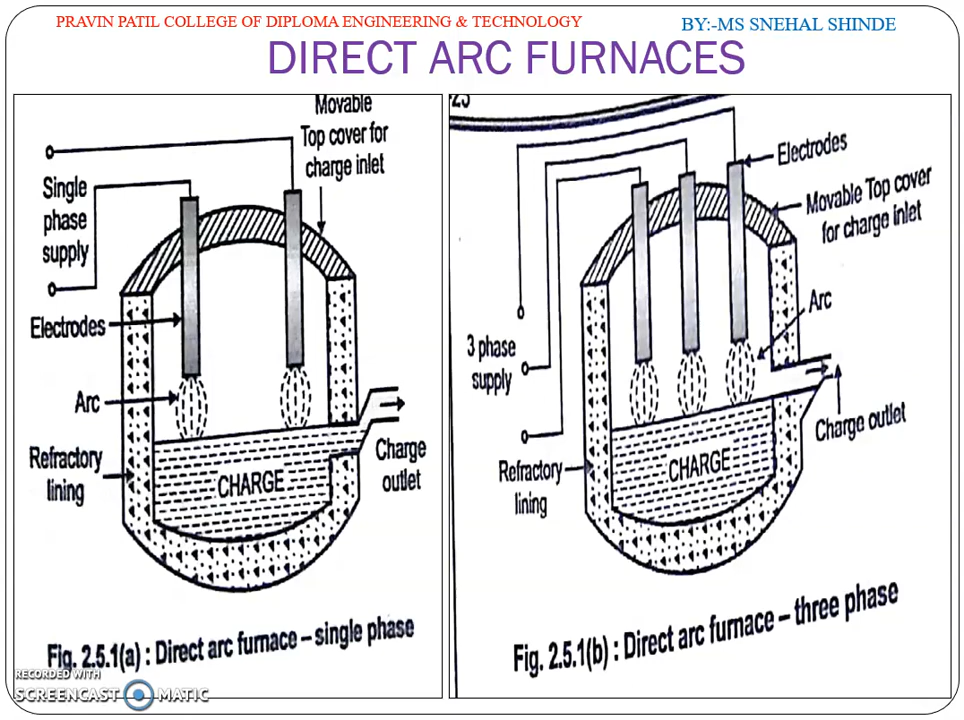 PRAVIN PATIL COLLEGE OF DIPLOMA ENGINEERING & TECHNOLOGY
BY:-MS SNEHAL SHINDE
DIRECT ARC FURNACES
Movable
Top cover for
charge inlet
Single
phase
supply
Electrodes
Arc
Refractory
lining
CHARGE
Charge
outlet
Fig. 2.5.1(a) : Direct arc furnace – single phase
Electrodes
Movable Top cover
for charge inlet
Arc
3 phase
supply
Charge outlet
Refractory
lining
CHARGE
Fig. 2.5.1(b) : Direct arc furnace – three phase
RECORDED WITH
SCREENCAST MATIC